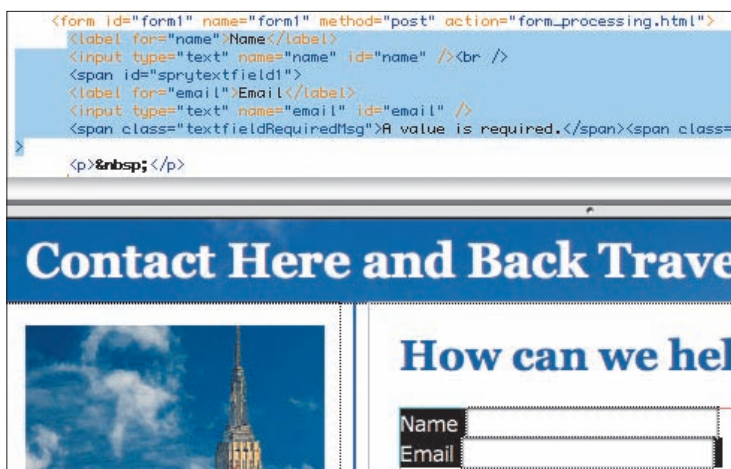 <form id="form1" name="form1" method="post" action="form_processing.html">
<label for="name">Name</label>
<input type="text" name="name" id="name" /><br />
<span id="sprytextfield1">
<label for="email">Email</label>
<input type="text" name="email" id="email" />
<span class="textfieldRequiredMsg">A value is required.</span><span class=
>
<p>&nbsp;</p>
Contact Here and Back Trave
How can we hel
Name
Email